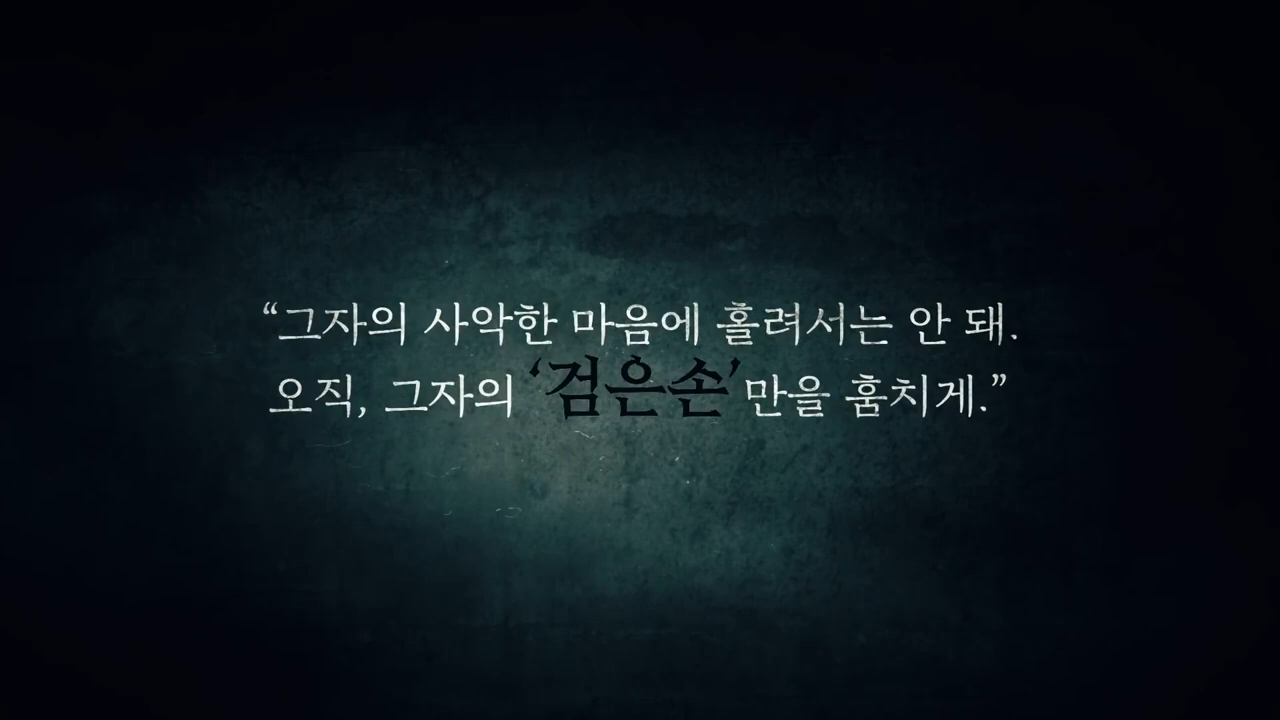 “그자의 사악한 마음에 홀려서는 안 돼.
오직, 그자의 ‘검은손’만을 훔치게.”